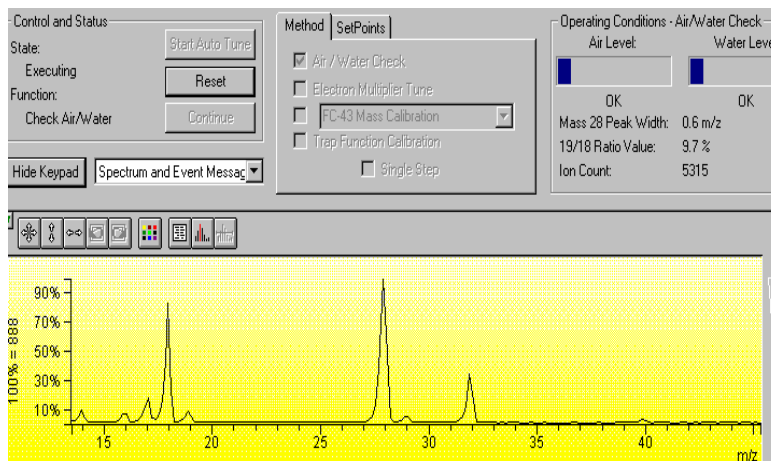 Control and Status
State:
Start Auto Tune
Executing
Reset
Function:
Check Air/Water
Continue
Hide Keypad
Spectrum and Event Messag
Method SetPoints
Air / Water Check
Electron Multiplier Tune
FC-43 Mass Calibration
Trap Function Calibration
Single Step
Operating Conditions - Air/Water Check
Air Level: Water Leve
OK OK
Mass 28 Peak Width: 0.6 m/z
19/18 Ratio Value: 9.7 %
Ion Count: 5315
100% = 888
90%
70%
50%
30%
10%
15 20 25 30 35 40
m/z